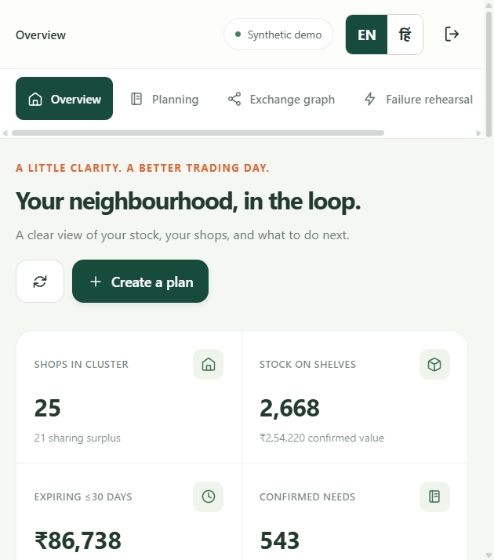 Overview
Synthetic demo
EN
हिं
Overview
Planning
Exchange graph
Failure rehearsal
A LITTLE CLARITY. A BETTER TRADING DAY.
Your neighbourhood, in the loop.
A clear view of your stock, your shops, and what to do next.
Create a plan
SHOPS IN CLUSTER
25
21 sharing surplus
STOCK ON SHELVES
2,668
₹2,54,220 confirmed value
EXPIRING ≤30 DAYS
₹86,738
CONFIRMED NEEDS
543